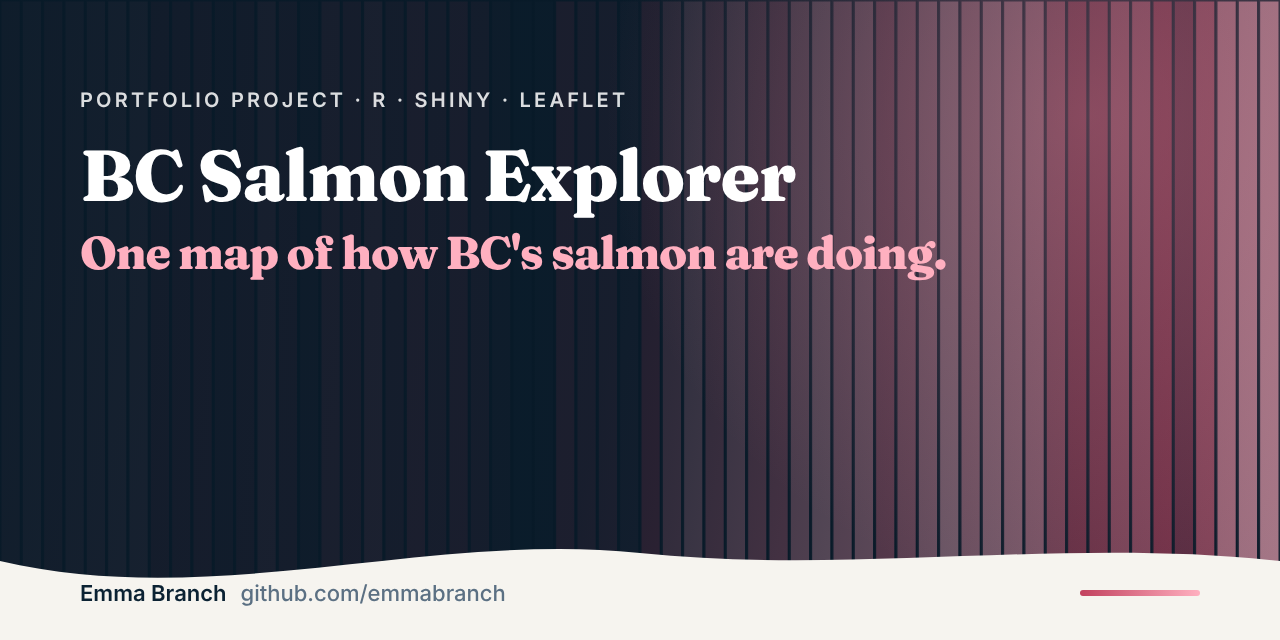 PORTFOLIO PROJECT · R · SHINY · LEAFLET
BC Salmon Explorer
One map of how BC's salmon are doing.
Emma Branch github.com/emmabranch